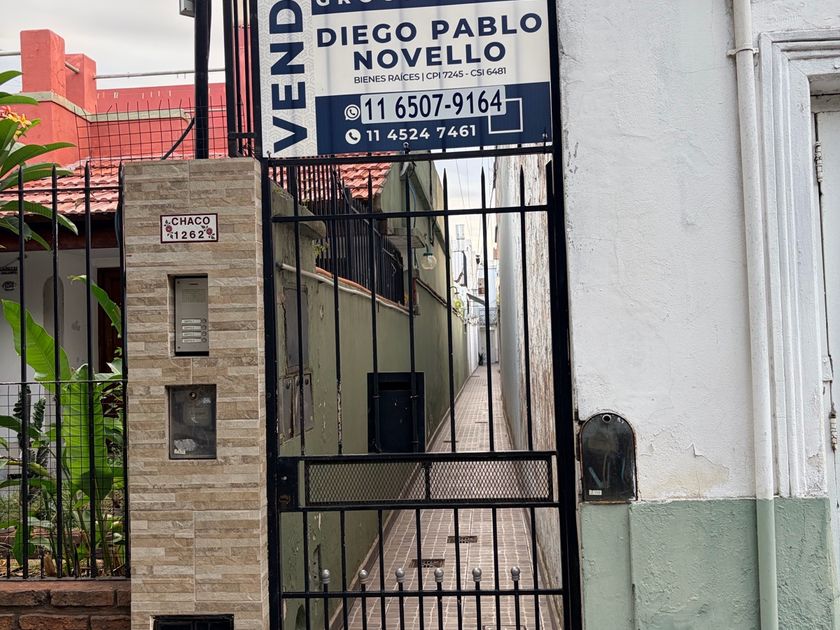 VEND
DIEGO PABLO
NOVELLO
BIENES RAÍCES | CPI 7245 - CSI 6481
11 6507-9164
11 4524 7461
CHACO
1262